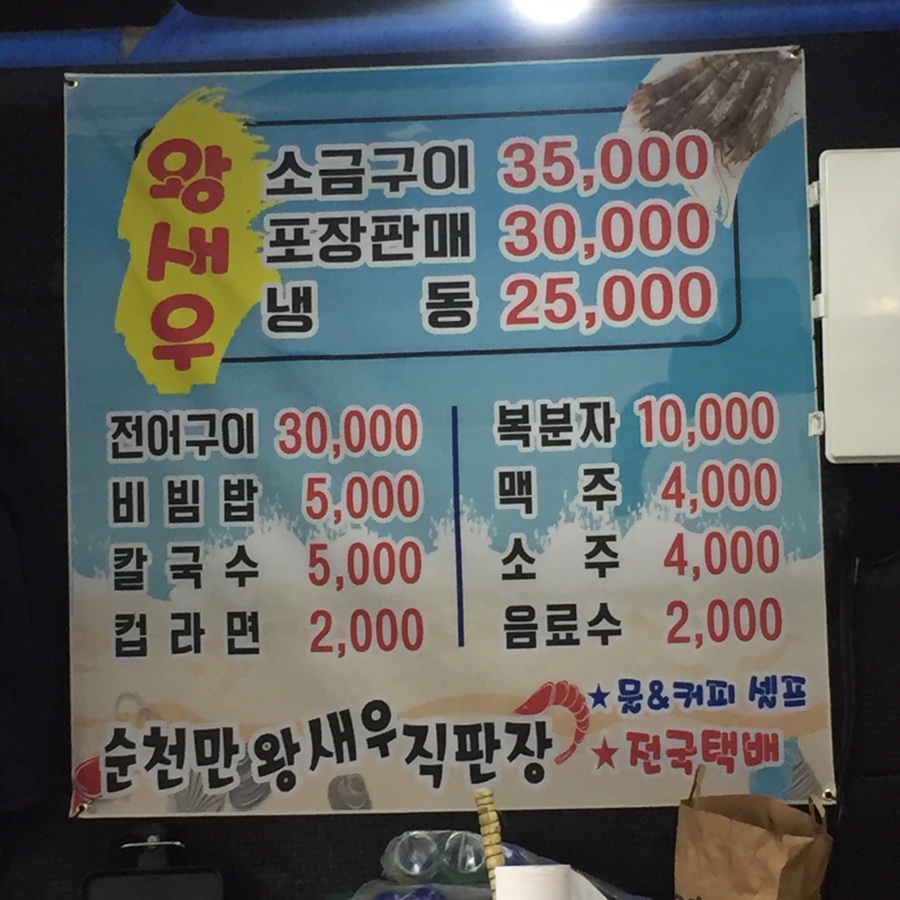 왕새우
소금구이 35,000
포장판매 30,000
냉 동 25,000
전어구이 30,000
비빔밥 5,000
칼국수 5,000
컵라면 2,000
복분자 10,000
맥 주 4,000
소 주 4,000
음료수 2,000
★물&커피 셀프
★전국택배
순천만 왕새우 직판장